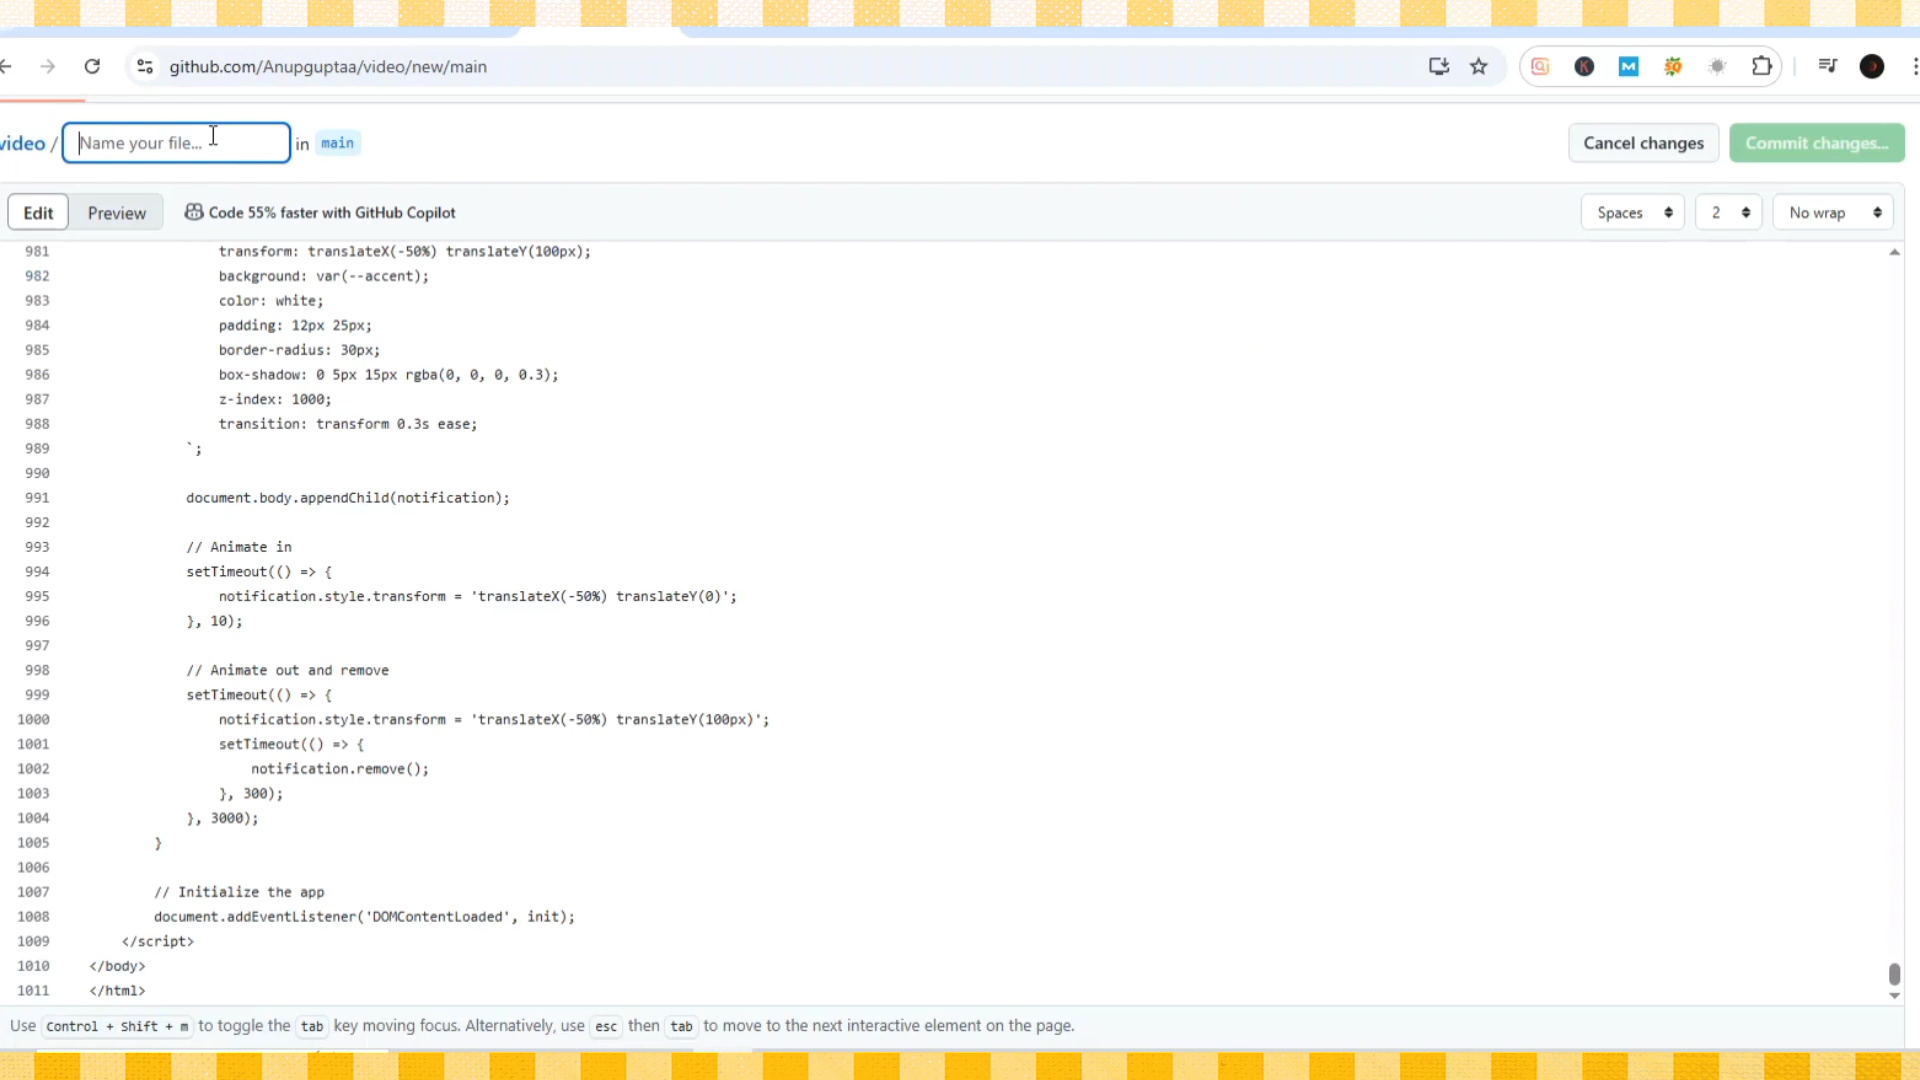 github.com/Anupguptaa/video/new/main
video / Name your file... in main
Cancel changes
Commit changes...
Edit
Preview
Code 55% faster with GitHub Copilot
Spaces
2
No wrap
981 transform: translateX(-50%) translateY(100px);
982 background: var(--accent);
983 color: white;
984 padding: 12px 25px;
985 border-radius: 30px;
986 box-shadow: 0 5px 15px rgba(0, 0, 0, 0.3);
987 z-index: 1000;
988 transition: transform 0.3s ease;
989 `;
990
991 document.body.appendChild(notification);
992
993 // Animate in
994 setTimeout(() => {
995 notification.style.transform = 'translateX(-50%) translateY(0)';
996 }, 10);
997
998 // Animate out and remove
999 setTimeout(() => {
1000 notification.style.transform = 'translateX(-50%) translateY(100px)';
1001 setTimeout(() => {
1002 notification.remove();
1003 }, 300);
1004 }, 3000);
1005 }
1006
1007 // Initialize the app
1008 document.addEventListener('DOMContentLoaded', init);
1009 </script>
1010 </body>
1011 </html>
Use Control + Shift + m to toggle the tab key moving focus. Alternatively, use esc then tab to move to the next interactive element on the page.